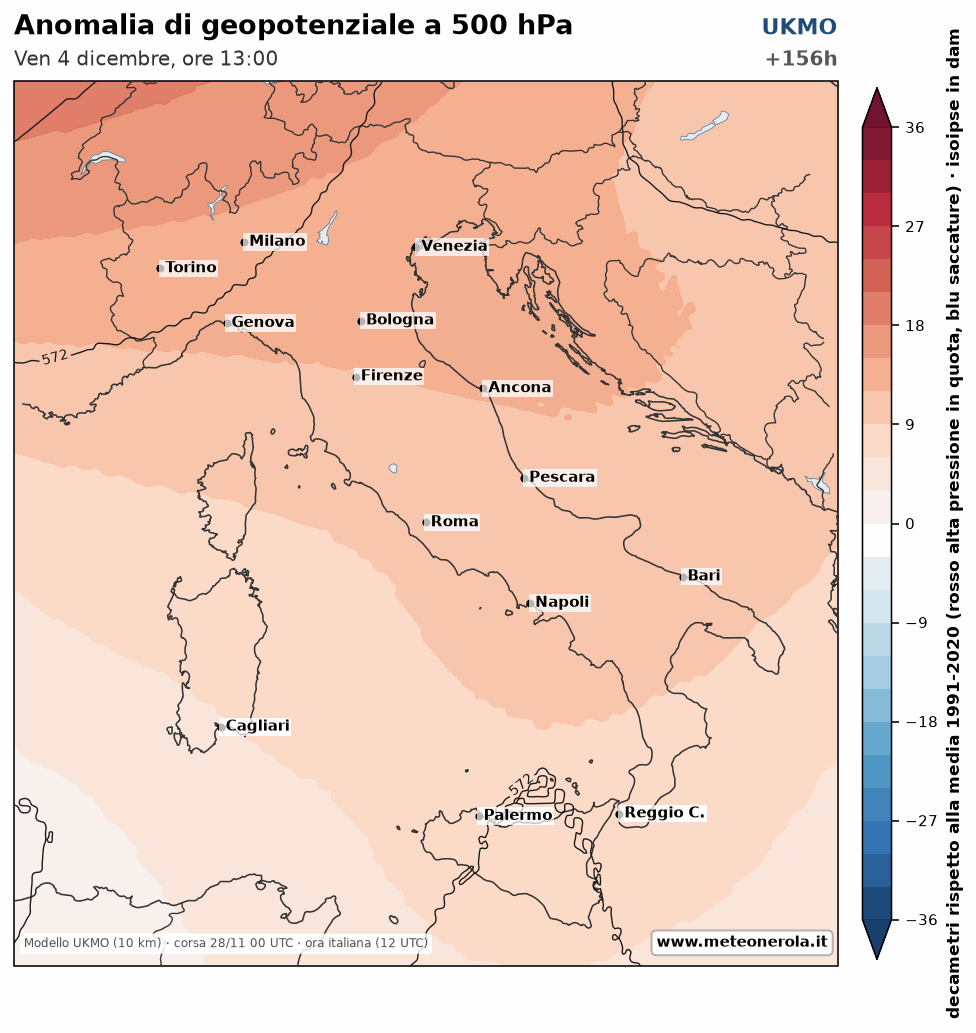 Anomalia di geopotenziale a 500 hPa
UKMO
Ven 4 dicembre, ore 13:00
+156h
Milano
Venezia
Torino
Genova
Bologna
572
Firenze
Ancona
Pescara
Roma
Bari
Napoli
Cagliari
572
Palermo
Reggio C.
Modello UKMO (10 km) · corsa 28/11 00 UTC · ora italiana (12 UTC)
www.meteonerola.it
36
27
18
9
0
−9
−18
−27
−36
decametri rispetto alla media 1991-2020 (rosso alta pressione in quota, blu saccature) · isoipse in dam